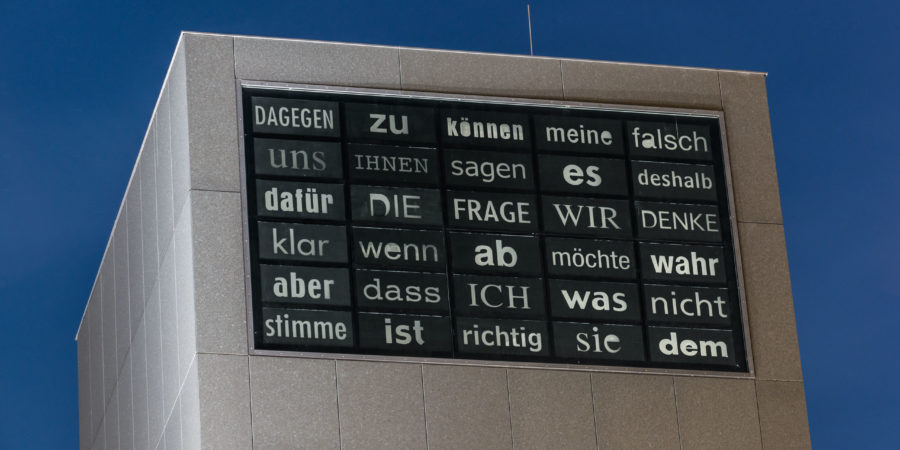 DAGEGEN zu können meine falsch
uns IHNEN sagen es deshalb
dafür DIE FRAGE WIR DENKE
klar wenn ab möchte wahr
aber dass ICH was nicht
stimme ist richtig sie dem